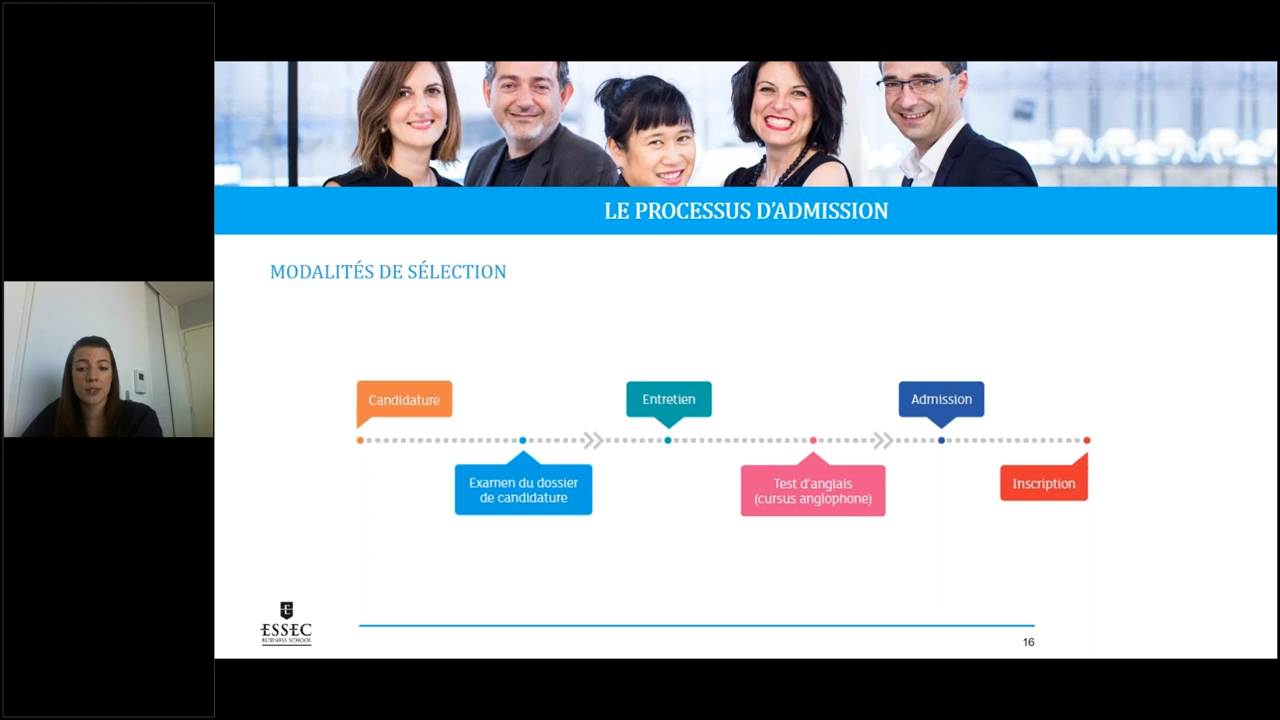 LE PROCESSUS D'ADMISSION
MODALITÉS DE SÉLECTION
Candidature
Entretien
Admission
Examen du dossier
de candidature
Test d'anglais
(cursus anglophone)
Inscription
ESSEC
BUSINESS SCHOOL
16